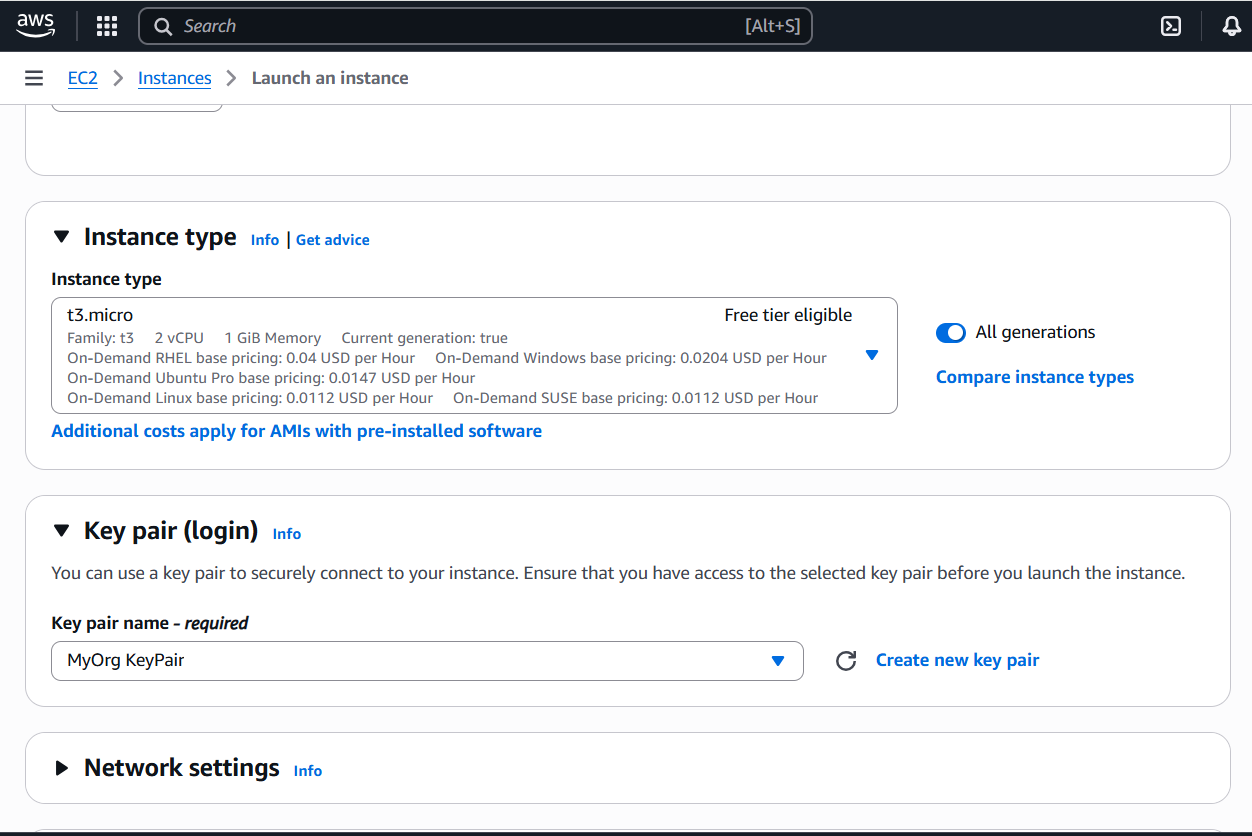 aws Search [Alt+S]
EC2 Instances Launch an instance
Instance type Info | Get advice
Instance type
t3.micro Free tier eligible
Family: t3 2 vCPU 1 GiB Memory Current generation: true
On-Demand RHEL base pricing: 0.04 USD per Hour On-Demand Windows base pricing: 0.0204 USD per Hour
On-Demand Ubuntu Pro base pricing: 0.0147 USD per Hour
On-Demand Linux base pricing: 0.0112 USD per Hour On-Demand SUSE base pricing: 0.0112 USD per Hour
All generations
Compare instance types
Additional costs apply for AMIs with pre-installed software
Key pair (login) Info
You can use a key pair to securely connect to your instance. Ensure that you have access to the selected key pair before you launch the instance.
Key pair name - required
MyOrg KeyPair Create new key pair
Network settings Info